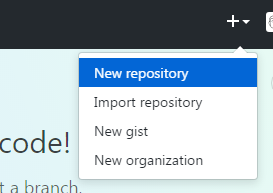 New repository
Import repository
New gist
New organization
code!
t a branch.